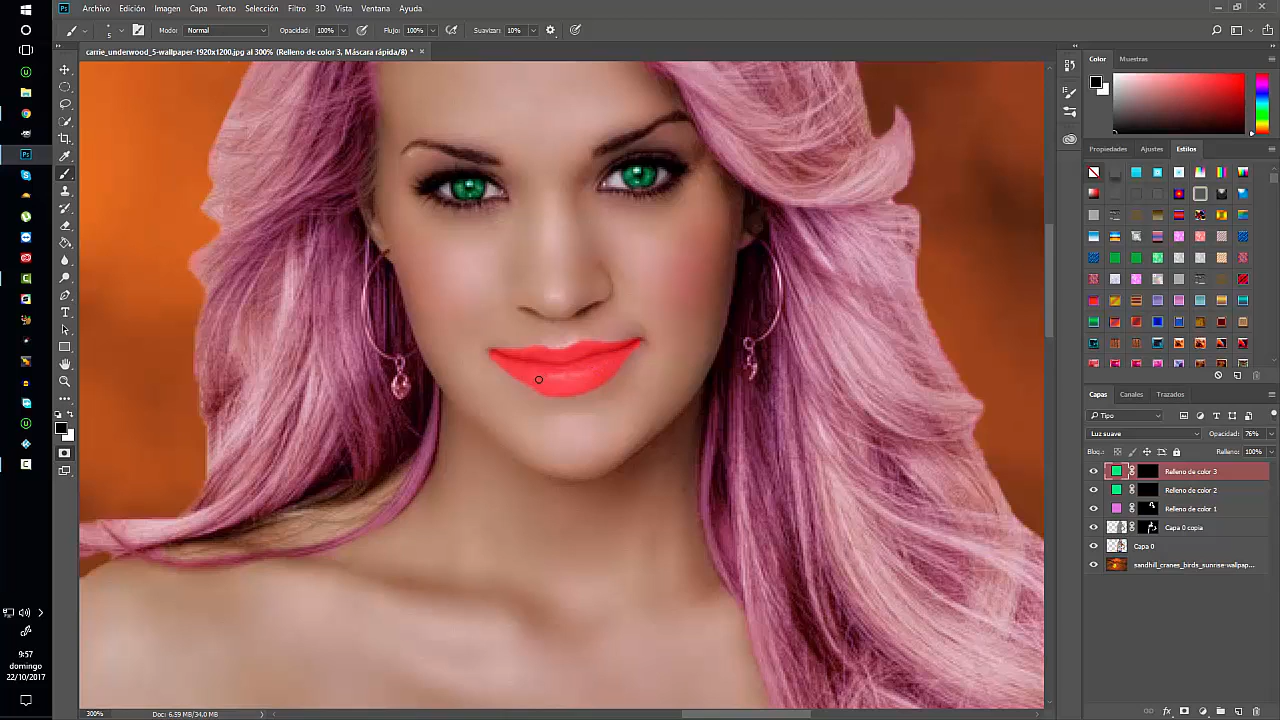 Archivo Edición Imagen Capa Texto Selección Filtro 3D Vista Ventana Ayuda
5 Modo: Normal Opacidad: 100% Flujo: 100% Suavizar: 10%
carrie_underwood_5-wallpaper-1920x1200.jpg al 300% (Relleno de color 3, Máscara rápida/8) *
Color Muestras
Propiedades Ajustes Estilos
Capas Canales Trazados
Tipo
Luz suave Opacidad: 76%
Bloq.: Relleno: 100%
Relleno de color 3
Relleno de color 2
Relleno de color 1
Capa 0 copia
Capa 0
sandhill_cranes_birds_sunrise-wallpap...
9:57
domingo
22/10/2017
300% Doc: 6.59 MB/34.0 MB